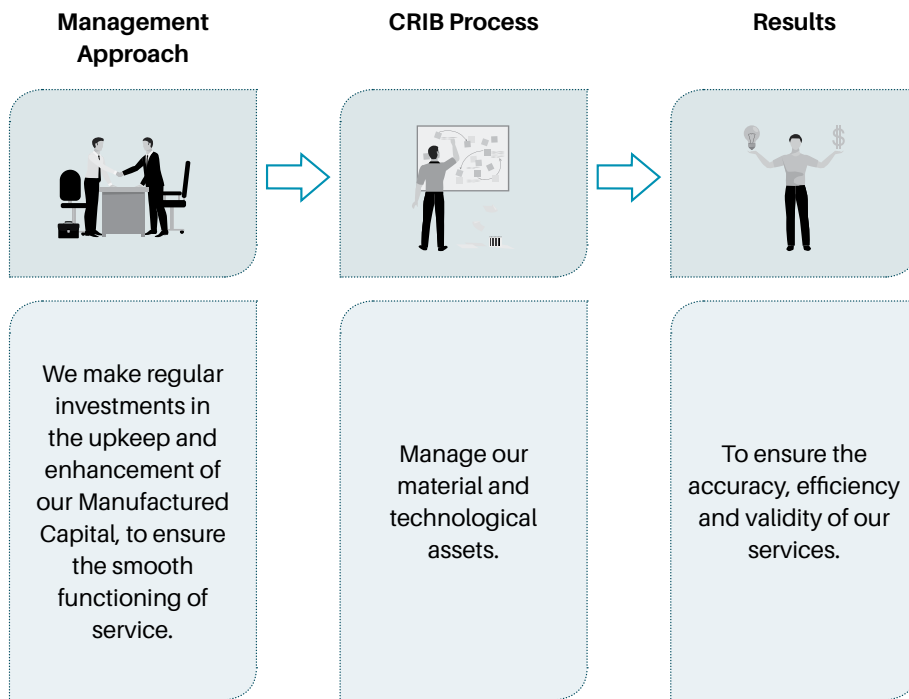 Management
Approach
CRIB Process
Results
We make regular
investments in
the upkeep and
enhancement of
our Manufactured
Capital, to ensure
the smooth
functioning of
service.
Manage our
material and
technological
assets.
To ensure the
accuracy, efficiency
and validity of our
services.
$